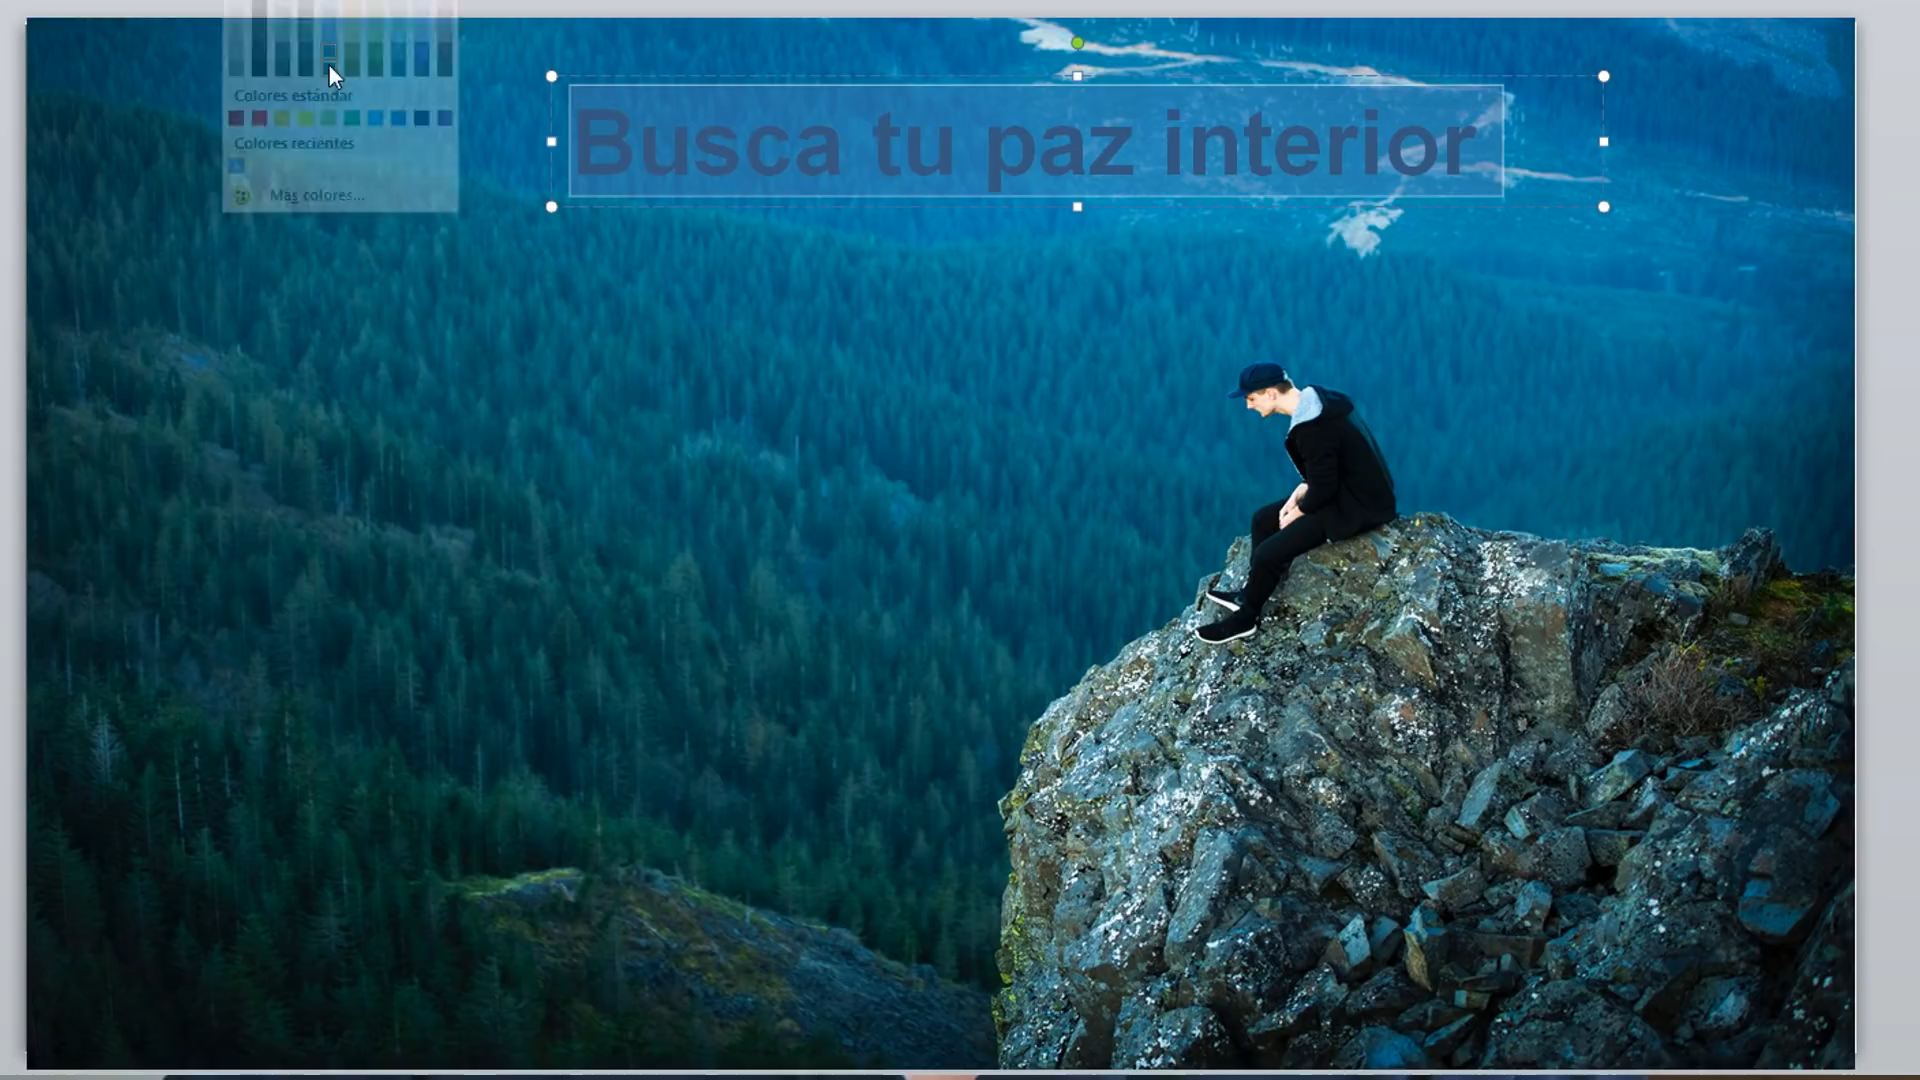 Colores estándar
Busca tu paz interior
Colores recientes
Más colores...